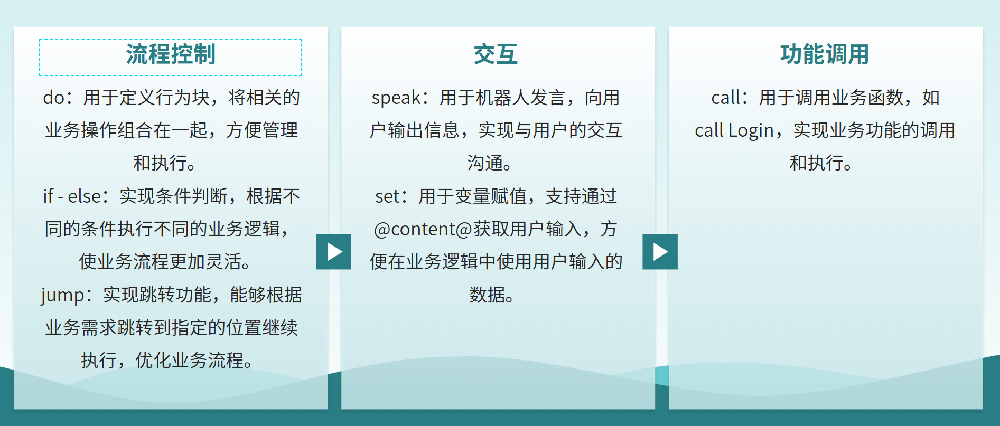 流程控制
do：用于定义行为块，将相关的
业务操作组合在一起，方便管理
和执行。
if - else：实现条件判断，根据不
同的条件执行不同的业务逻辑，
使业务流程更加灵活。
jump：实现跳转功能，能够根据
业务需求跳转到指定的位置继续
执行，优化业务流程。
交互
speak：用于机器人发言，向用
户输出信息，实现与用户的交互
沟通。
set：用于变量赋值，支持通过
@content@获取用户输入，方
便在业务逻辑中使用用户输入的
数据。
功能调用
call：用于调用业务函数，如
call Login，实现业务功能的调用
和执行。